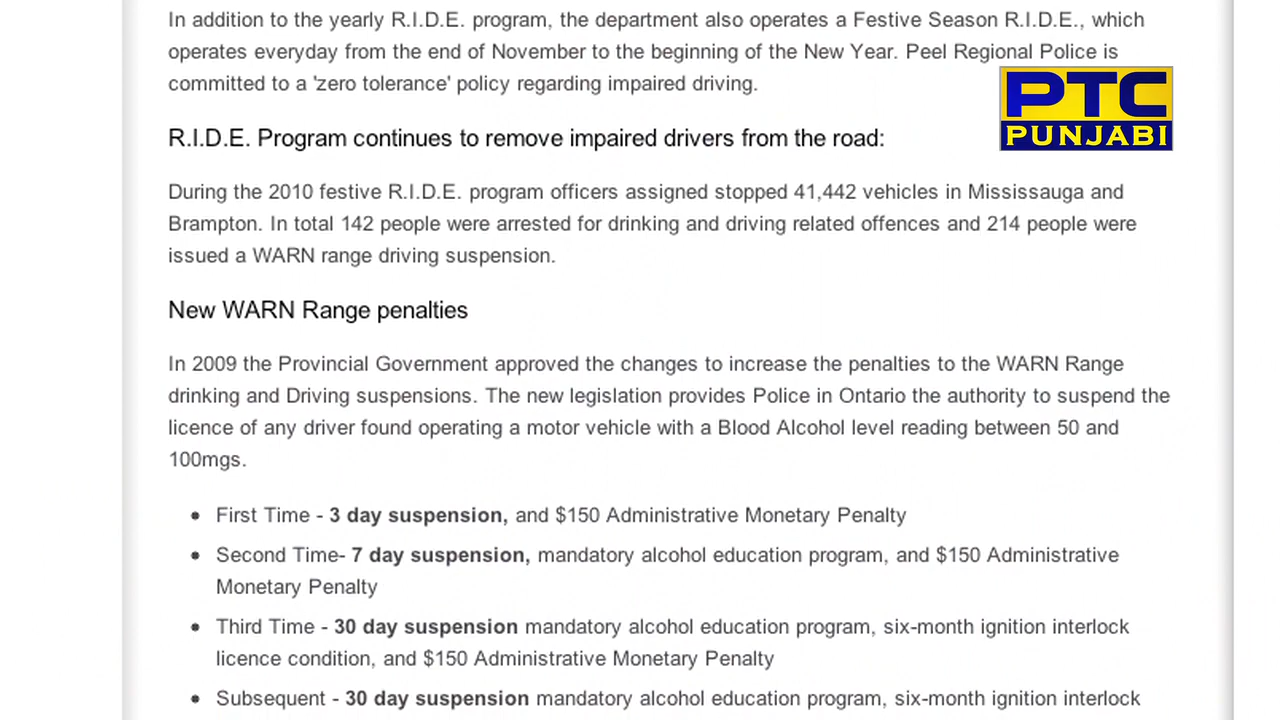 In addition to the yearly R.I.D.E. program, the department also operates a Festive Season R.I.D.E., which
operates everyday from the end of November to the beginning of the New Year. Peel Regional Police is
committed to a 'zero tolerance' policy regarding impaired driving.
PTC
PUNJABI
R.I.D.E. Program continues to remove impaired drivers from the road:
During the 2010 festive R.I.D.E. program officers assigned stopped 41,442 vehicles in Mississauga and
Brampton. In total 142 people were arrested for drinking and driving related offences and 214 people were
issued a WARN range driving suspension.
New WARN Range penalties
In 2009 the Provincial Government approved the changes to increase the penalties to the WARN Range
drinking and Driving suspensions. The new legislation provides Police in Ontario the authority to suspend the
licence of any driver found operating a motor vehicle with a Blood Alcohol level reading between 50 and
100mgs.
• First Time - 3 day suspension, and $150 Administrative Monetary Penalty
• Second Time- 7 day suspension, mandatory alcohol education program, and $150 Administrative
Monetary Penalty
• Third Time - 30 day suspension mandatory alcohol education program, six-month ignition interlock
licence condition, and $150 Administrative Monetary Penalty
• Subsequent - 30 day suspension mandatory alcohol education program, six-month ignition interlock